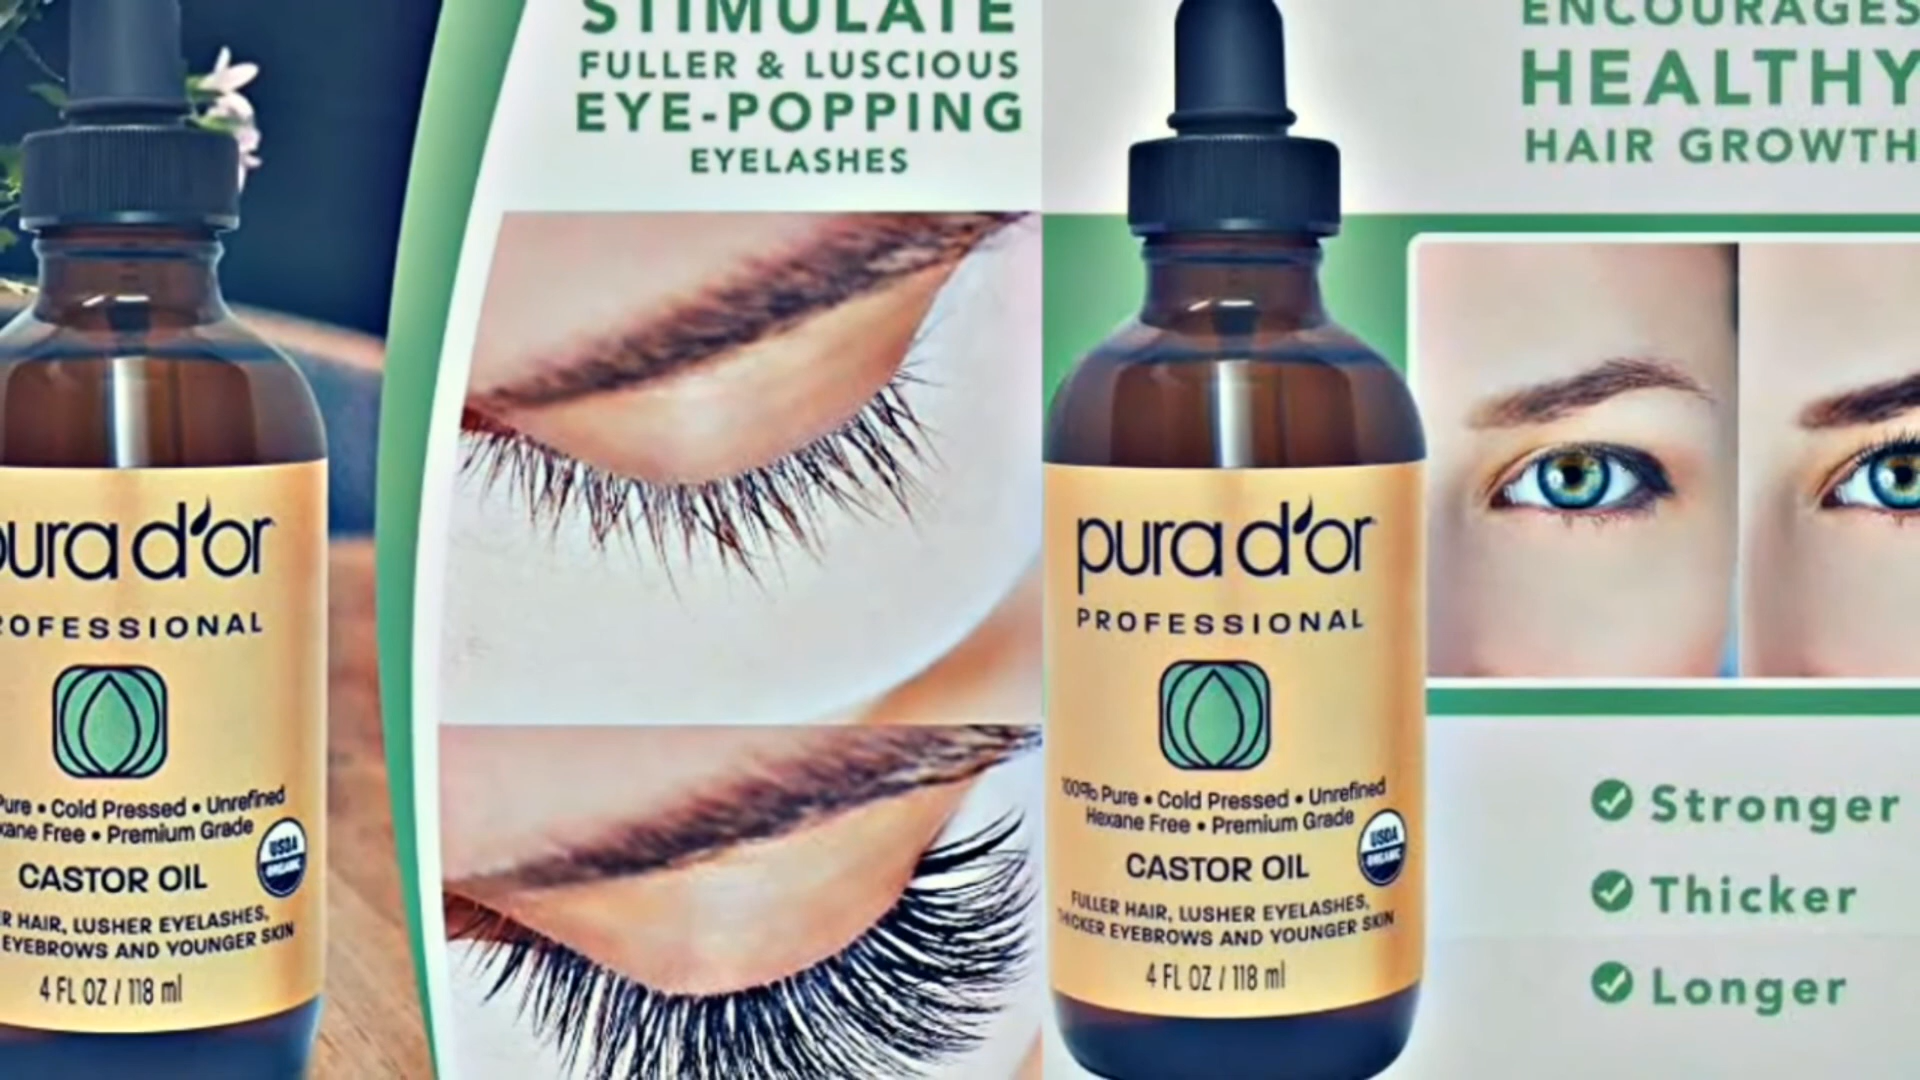 STIMULATE
FULLER & LUSCIOUS
EYE-POPPING
EYELASHES
ENCOURAGES
HEALTHY
HAIR GROWTH
pura d'or
PROFESSIONAL
Pure • Cold Pressed • Unrefined
Free • Premium Grade
USDA
ORGANIC
CASTOR OIL
HAIR, LUSHER EYELASHES,
EYEBROWS AND YOUNGER SKIN
4 FL OZ / 118 ml
pura d'or
PROFESSIONAL
100% Pure • Cold Pressed • Unrefined
Hexane Free • Premium Grade
USDA
ORGANIC
CASTOR OIL
FULLER HAIR, LUSHER EYELASHES,
THICKER EYEBROWS AND YOUNGER SKIN
4 FL OZ / 118 ml
Stronger
Thicker
Longer